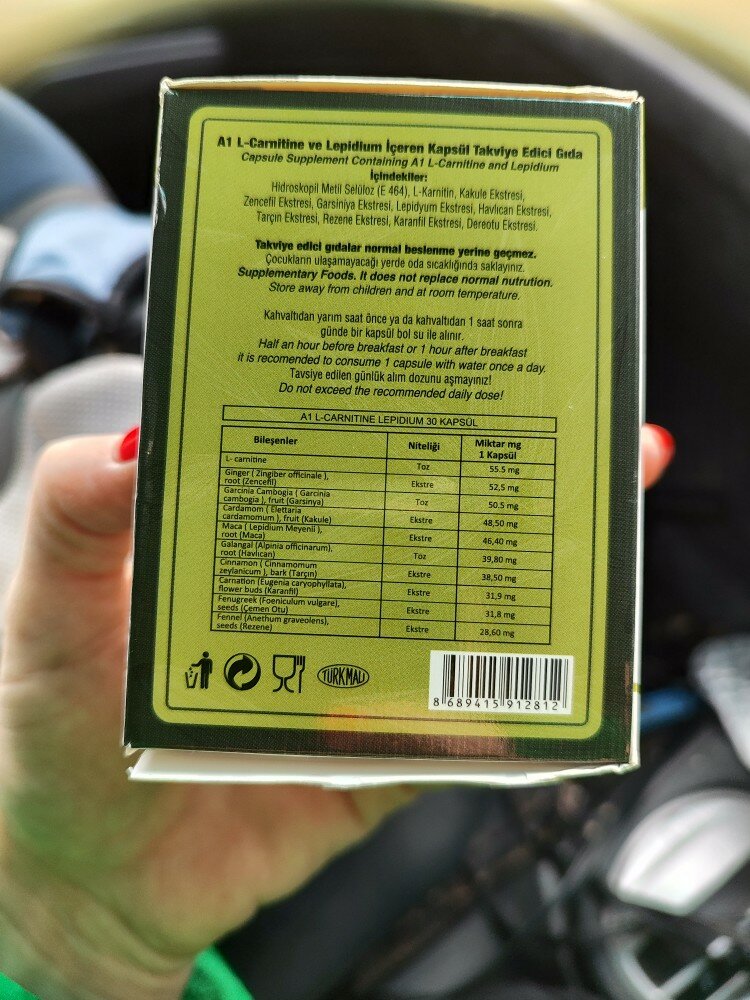 A1 L-Carnitine ve Lepidium İçeren Kapsül Takviye Edici Gıda
Capsule Supplement Containing A1 L-Carnitine and Lepidium
İçindekiler:
Hidroskopil Metil Selüloz (E 464), L-Karnitin, Kakule Ekstresi,
Zencefil Ekstresi, Garsiniya Ekstresi, Lepidyum Ekstresi, Havlıcan Ekstresi,
Tarçın Ekstresi, Rezene Ekstresi, Karanfil Ekstresi, Dereotu Ekstresi.
Takviye edici gıdalar normal beslenme yerine geçmez.
Çocukların ulaşamayacağı yerde oda sıcaklığında saklayınız.
Supplementary Foods. It does not replace normal nutrution.
Store away from children and at room temperature.
Kahvaltıdan yarım saat önce ya da kahvaltıdan 1 saat sonra
günde bir kapsül bol su ile alınır.
Half an hour before breakfast or 1 hour after breakfast
it is recomended to consume 1 capsule with water once a day.
Tavsiye edilen günlük alım dozunu aşmayınız!
Do not exceed the recommended daily dose!
A1 L-CARNITINE LEPIDIUM 30 KAPSÜL
Bileşenler Niteliği Miktar mg
1 Kapsül
L- carnitine Toz 55.5 mg
Ginger ( Zingiber officinale ),
root (Zencefil) Ekstre 52,5 mg
Garcinia Cambogia ( Garcinia
cambogia ), fruit (Garsinya) Toz 50.5 mg
Cardamom ( Elettaria
cardamomum ), fruit (Kakule) Ekstre 48,50 mg
Maca ( Lepidium Meyenii ),
root (Maca) Ekstre 46,40 mg
Galangal (Alpinia officinarum),
root (Havlıcan) Toz 39,80 mg
Cinnamon ( Cinnamomum
zeylanicum ), bark (Tarçın) Ekstre 38,50 mg
Carnation (Eugenia caryophyllata),
flower buds (Karanfil) Ekstre 31,9 mg
Fenugreek (Foeniculum vulgare),
seeds (Çemen Otu) Ekstre 31,8 mg
Fennel (Anethum graveolens),
seeds (Rezene) Ekstre 28,60 mg
TÜRK MALI
8 689415 912812